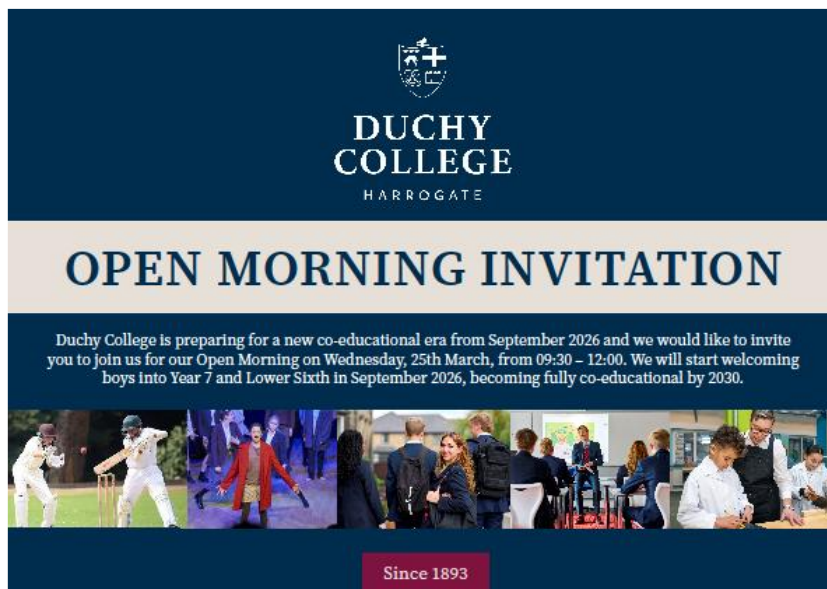 DUCHY
COLLEGE
HARROGATE
OPEN MORNING INVITATION
Duchy College is preparing for a new co-educational era from September 2026 and we would like to invite
you to join us for our Open Morning on Wednesday, 25th March, from 09:30 – 12:00. We will start welcoming
boys into Year 7 and Lower Sixth in September 2026, becoming fully co-educational by 2030.
Since 1893